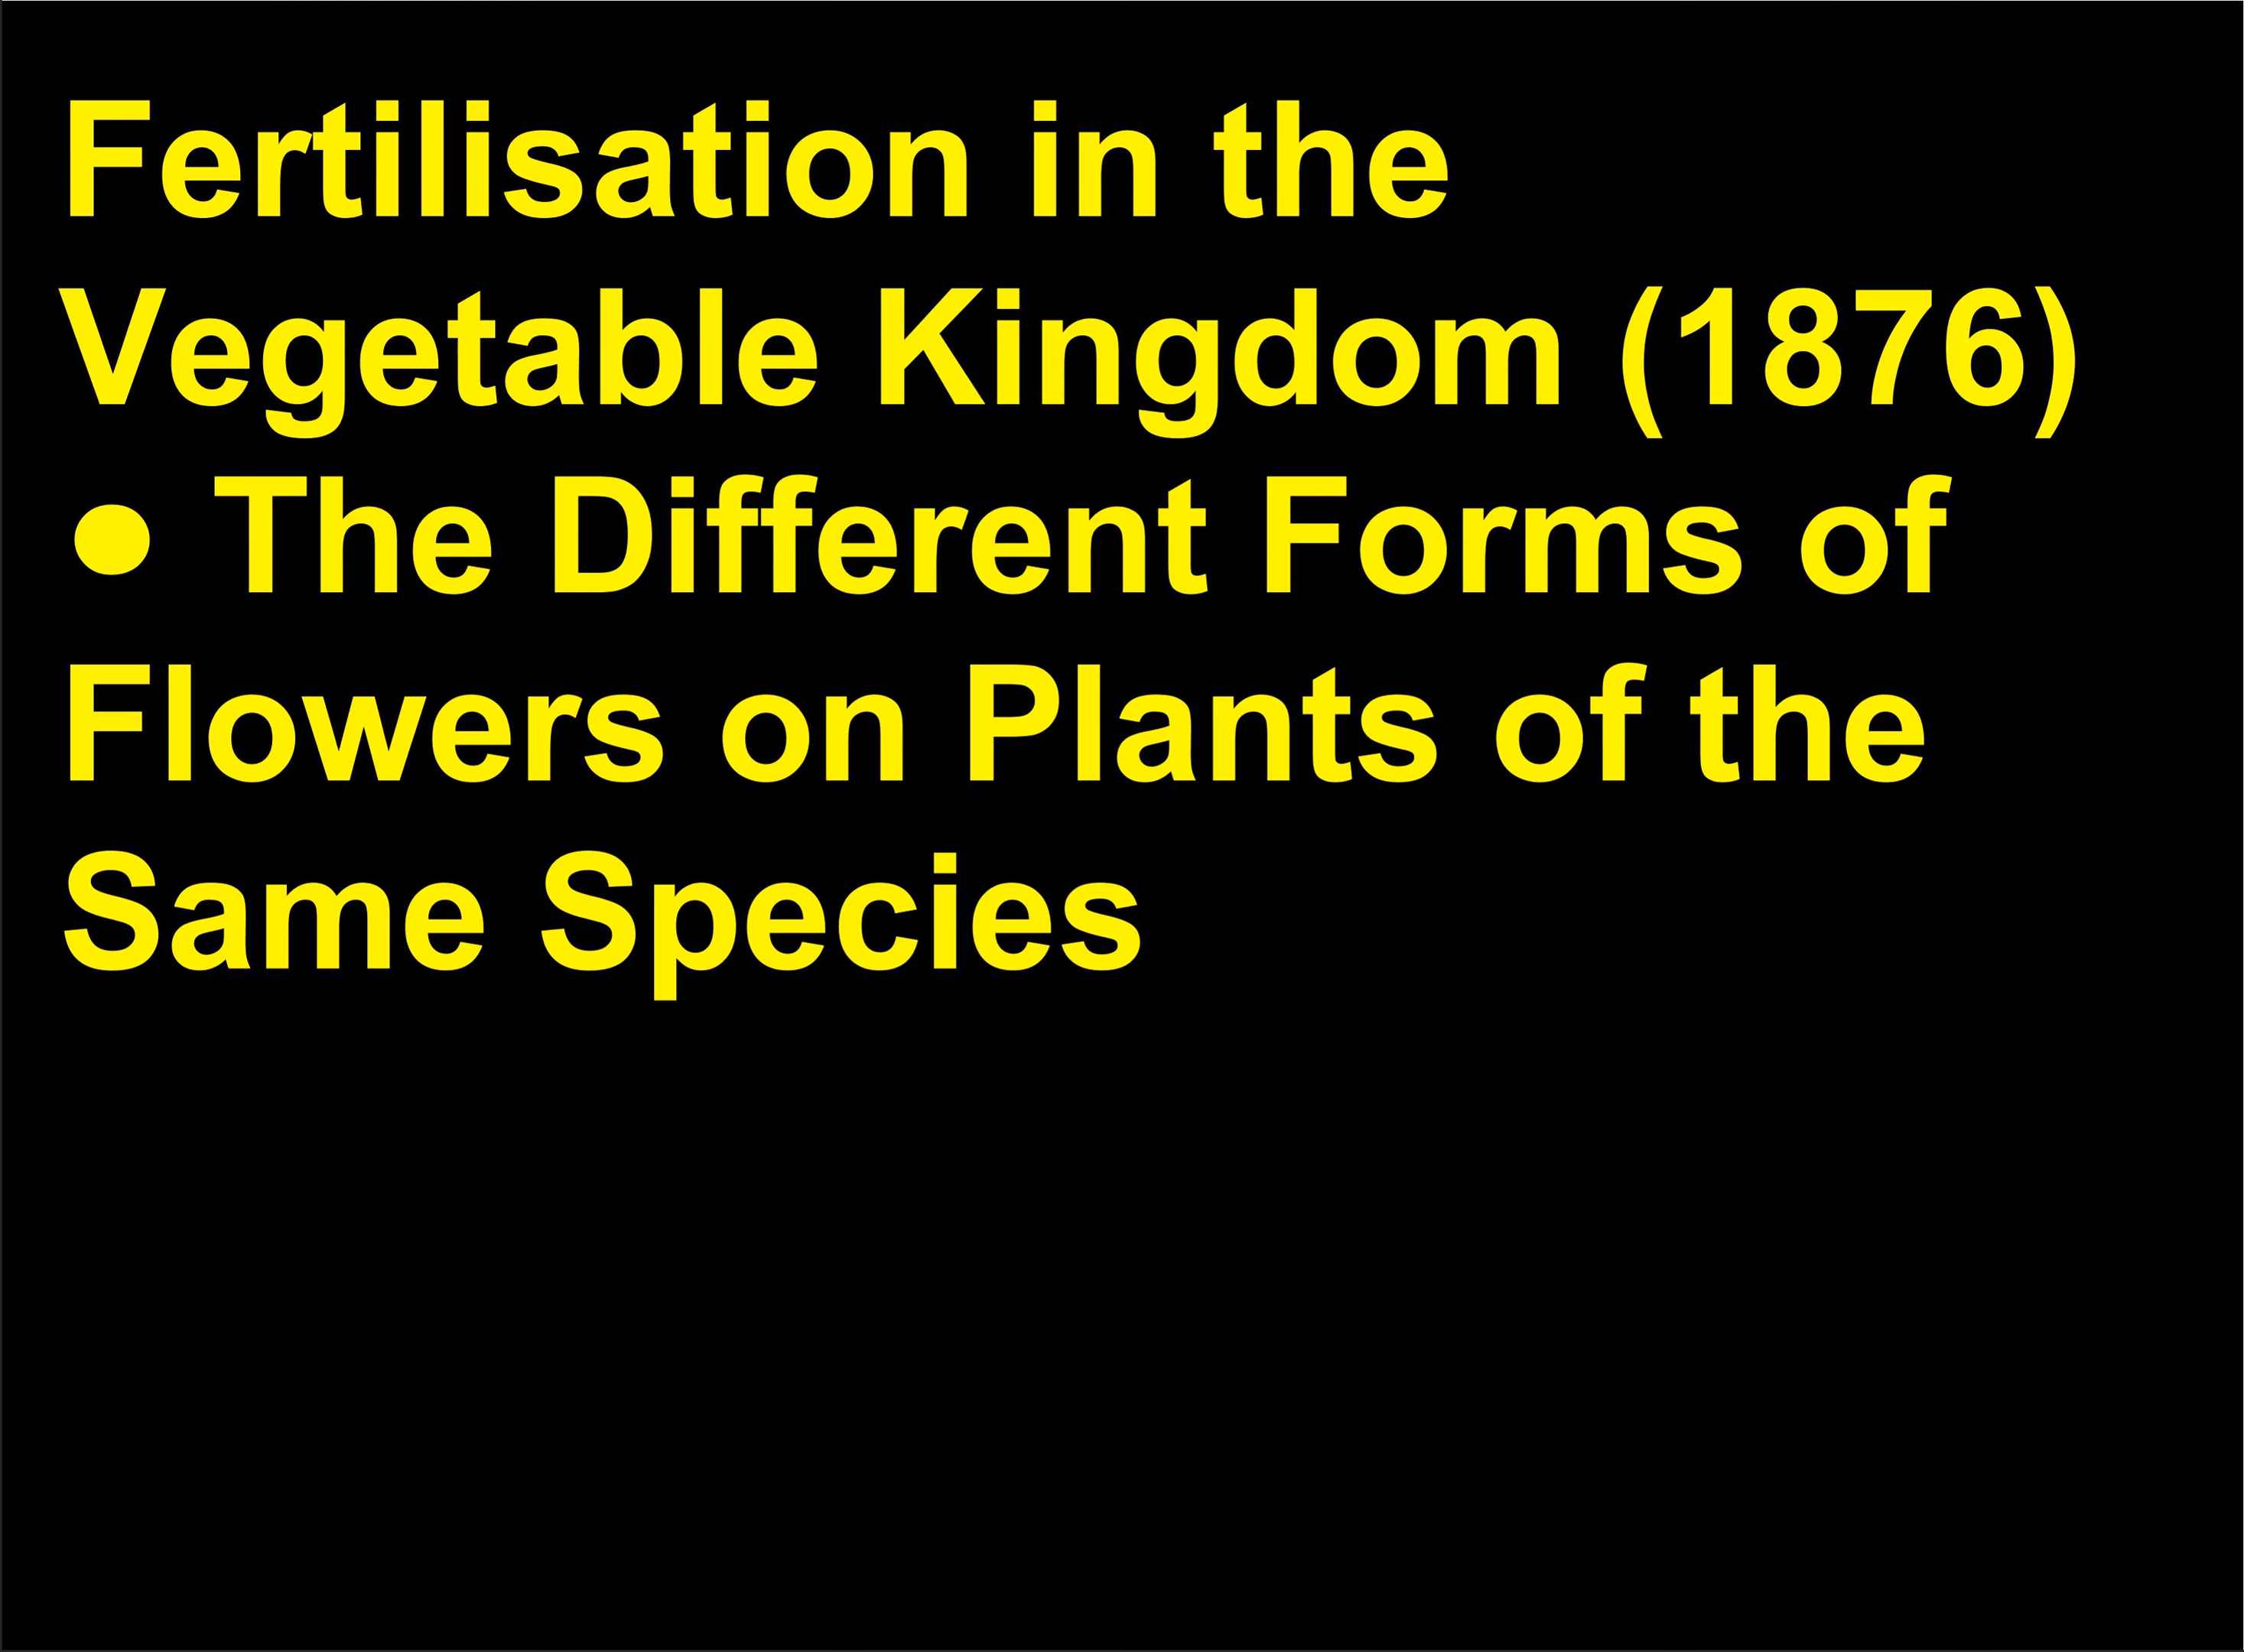 Fertilisation in the
Vegetable Kingdom (1876)
● The Different Forms of
Flowers on Plants of the
Same Species